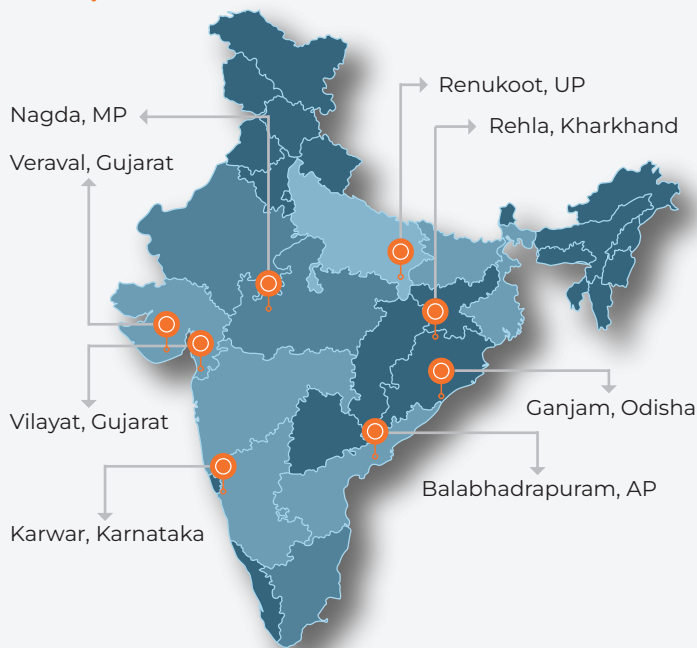 Renukoot, UP
Nagda, MP
Rehla, Kharkhand
Veraval, Gujarat
Ganjam, Odisha
Vilayat, Gujarat
Balabhadrapuram, AP
Karwar, Karnataka